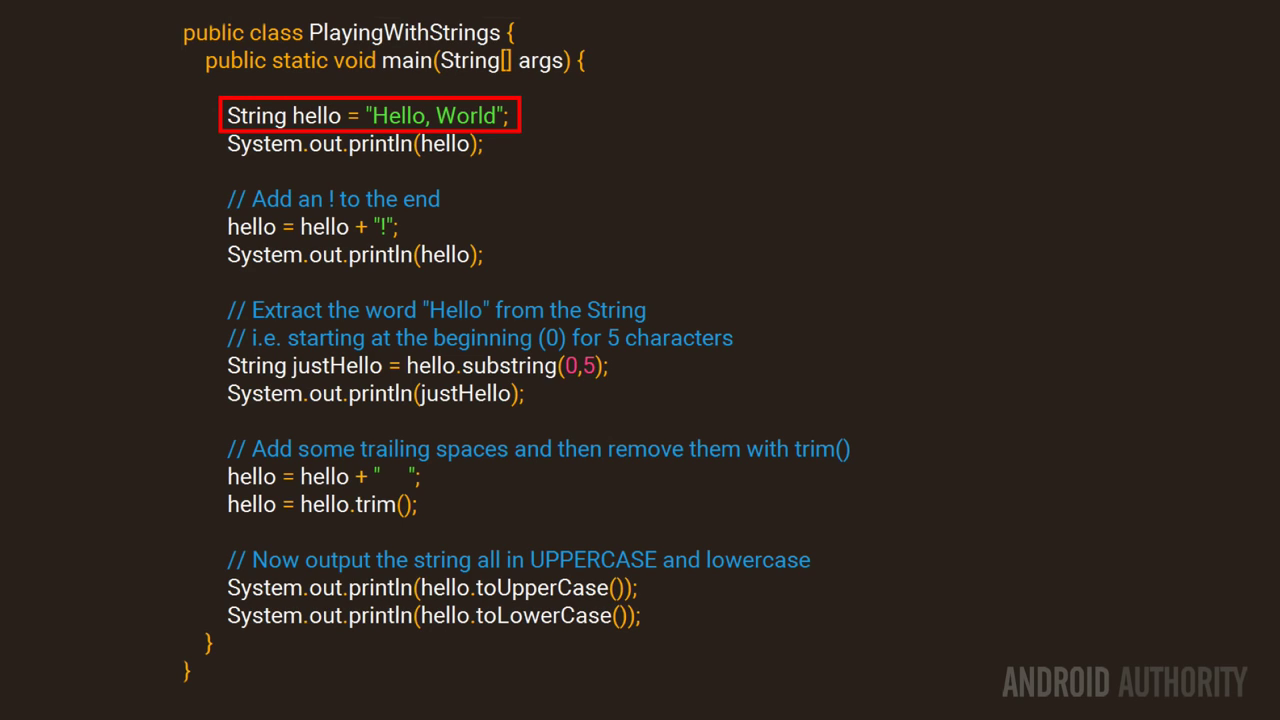 public class PlayingWithStrings {
public static void main(String[] args) {
String hello = "Hello, World";
System.out.println(hello);
// Add an ! to the end
hello = hello + "!";
System.out.println(hello);
// Extract the word "Hello" from the String
// i.e. starting at the beginning (0) for 5 characters
String justHello = hello.substring(0,5);
System.out.println(justHello);
// Add some trailing spaces and then remove them with trim()
hello = hello + "    ";
hello = hello.trim();
// Now output the string all in UPPERCASE and lowercase
System.out.println(hello.toUpperCase());
System.out.println(hello.toLowerCase());
}
}
ANDROID AUTHORITY